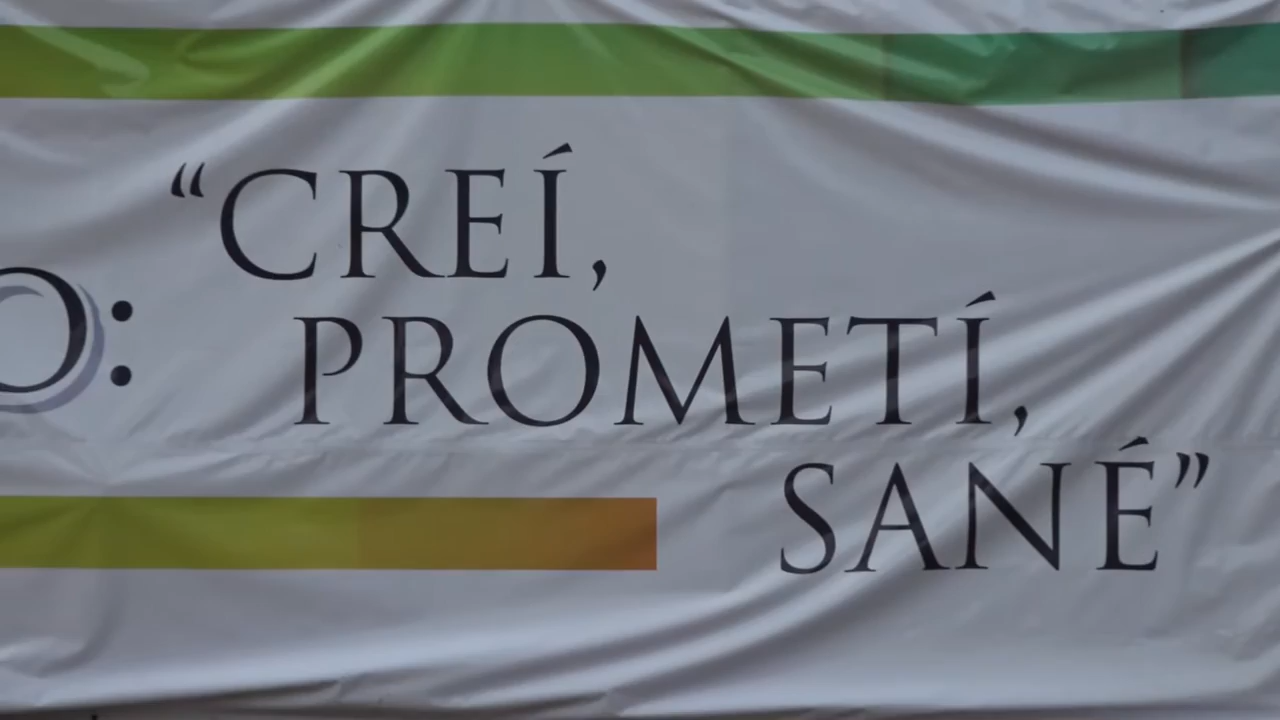 “CREÍ,
O:
PROMETÍ,
SANÉ”